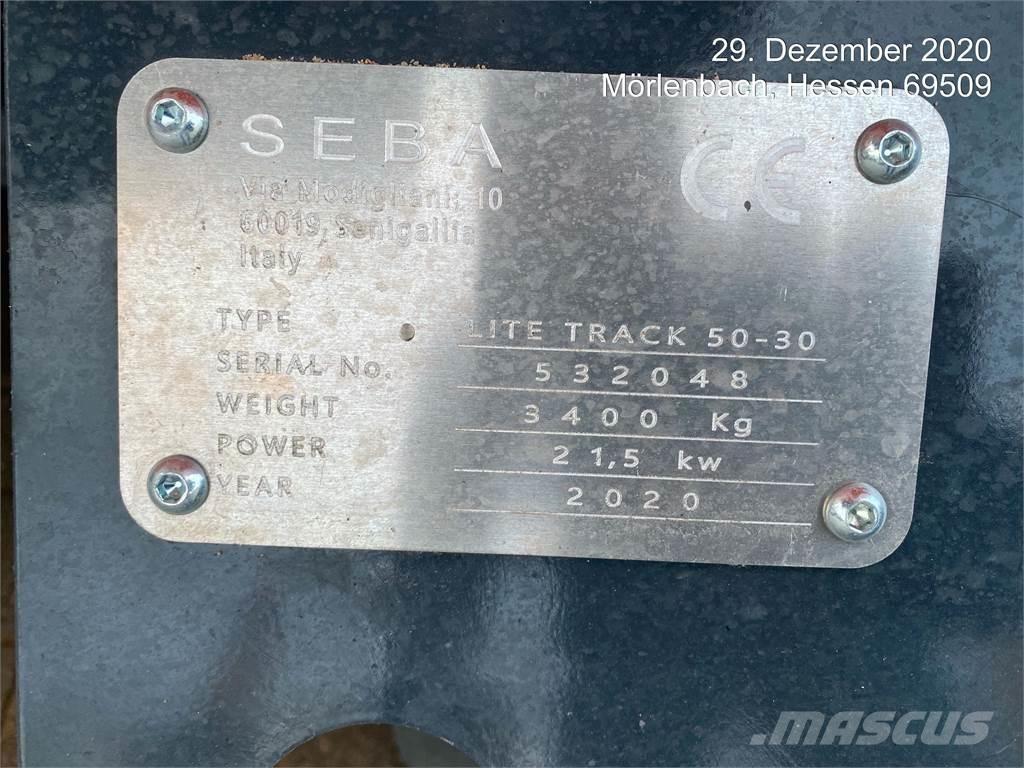 29. Dezember 2020
Mörlenbach, Hessen 69509
SEBA
CE
Via Modigliani, 10
60019, Senigallia
Italy
TYPE LITE TRACK 50-30
SERIAL No. 532048
WEIGHT 3400 Kg
POWER 21,5 kw
YEAR 2020
MASCUS